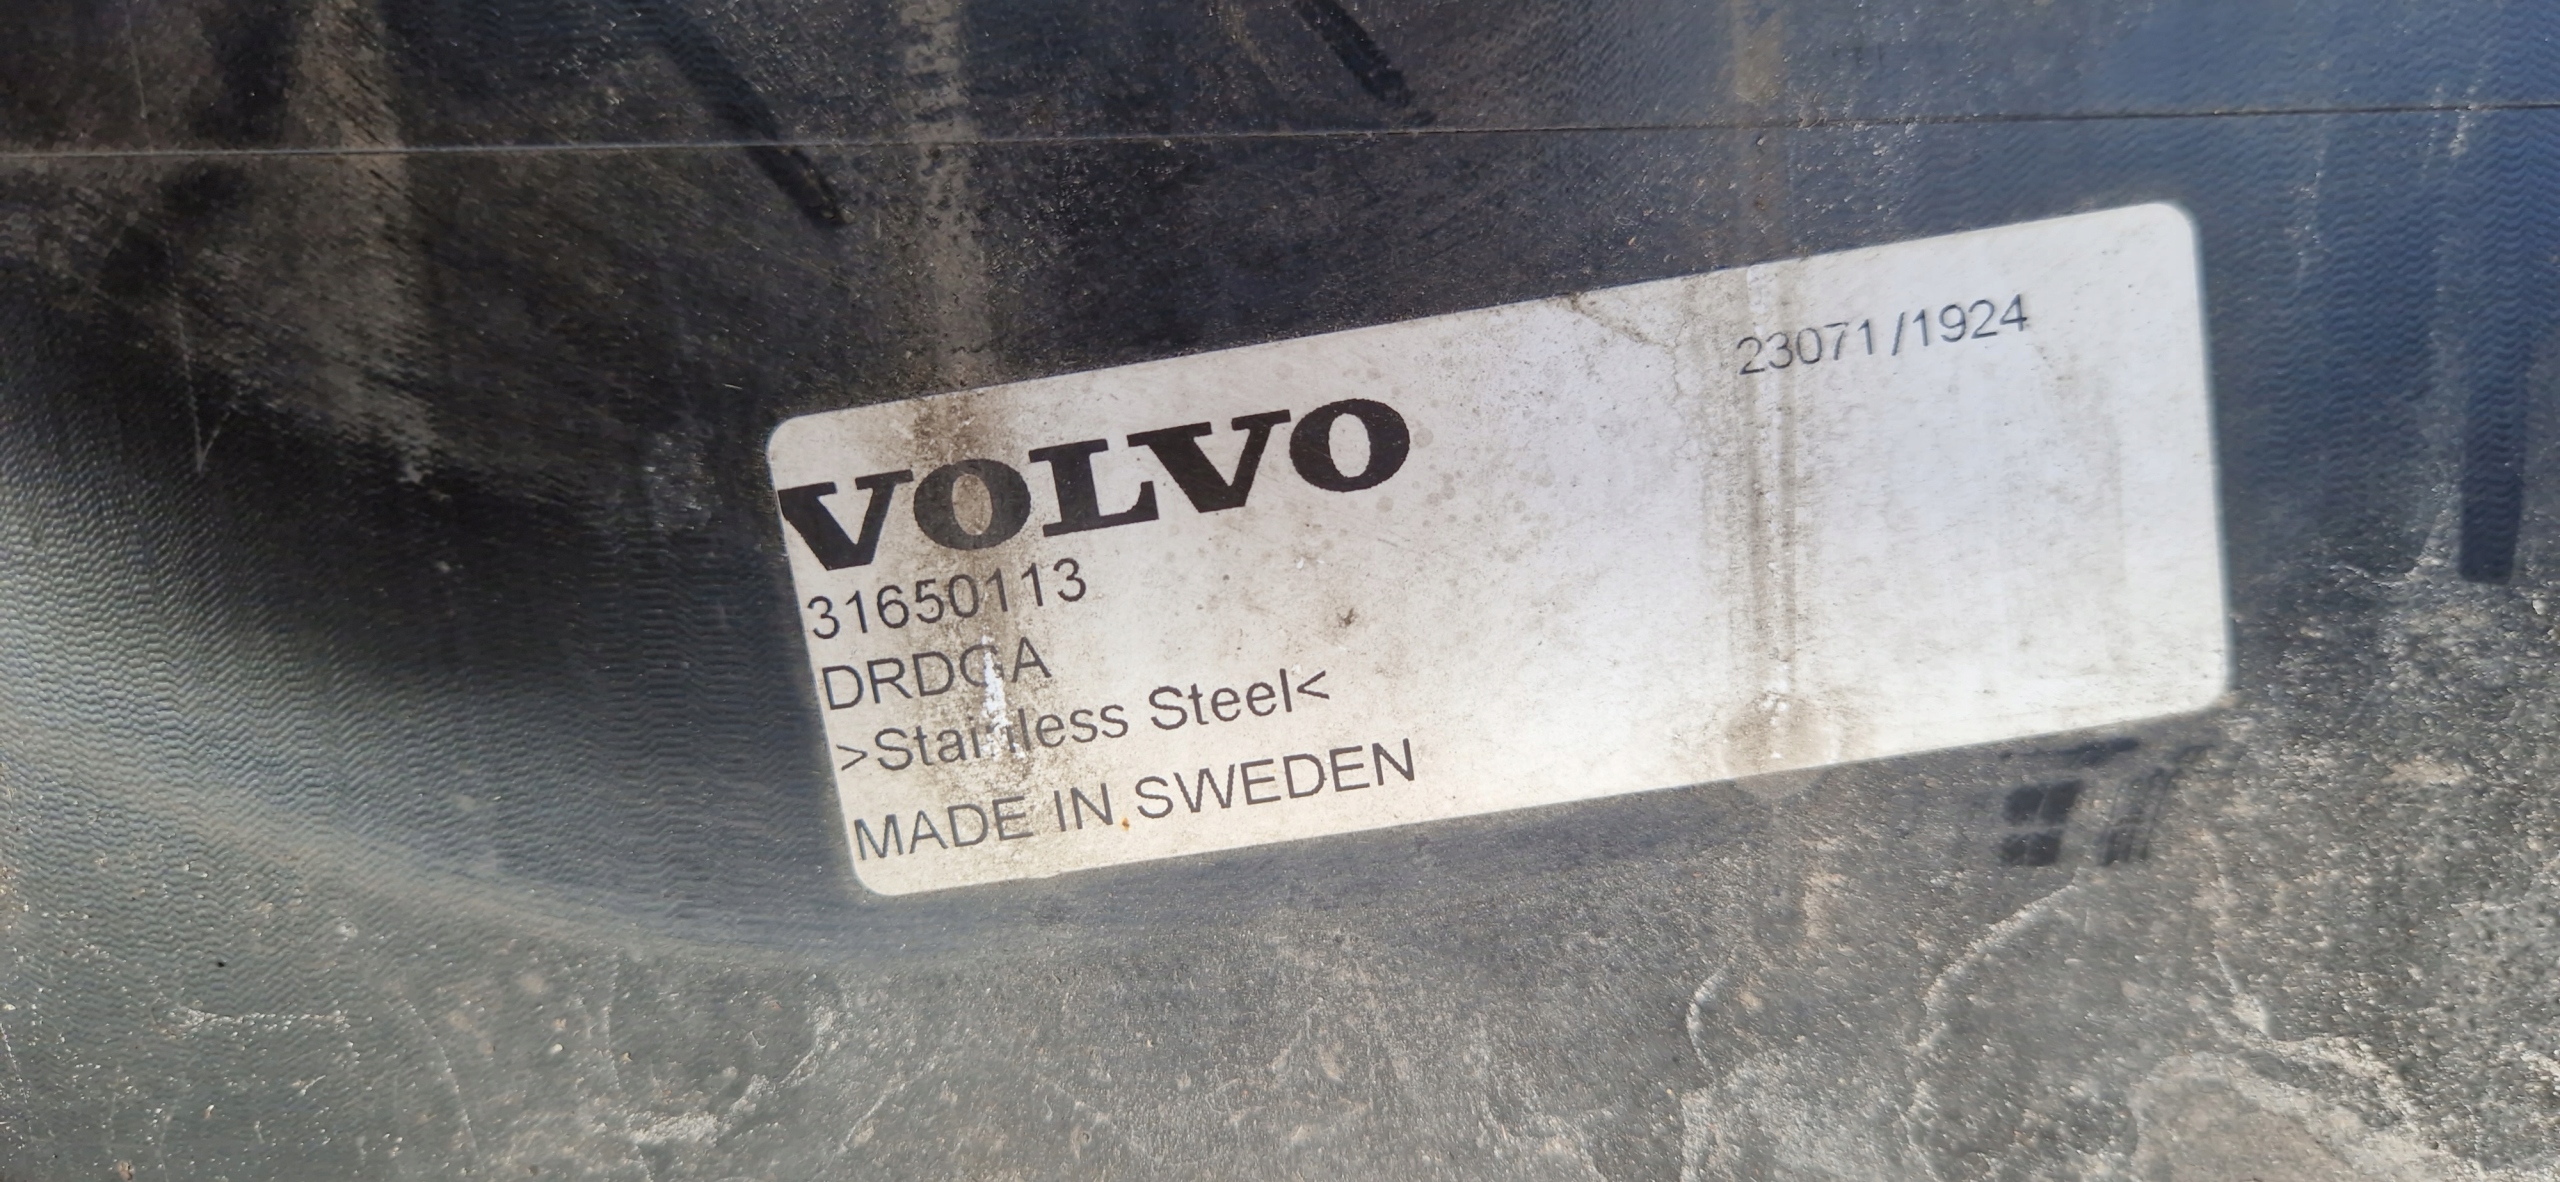 23071/1924
VOLVO
31650113
DRDGA
>Stainless Steel<
MADE IN SWEDEN